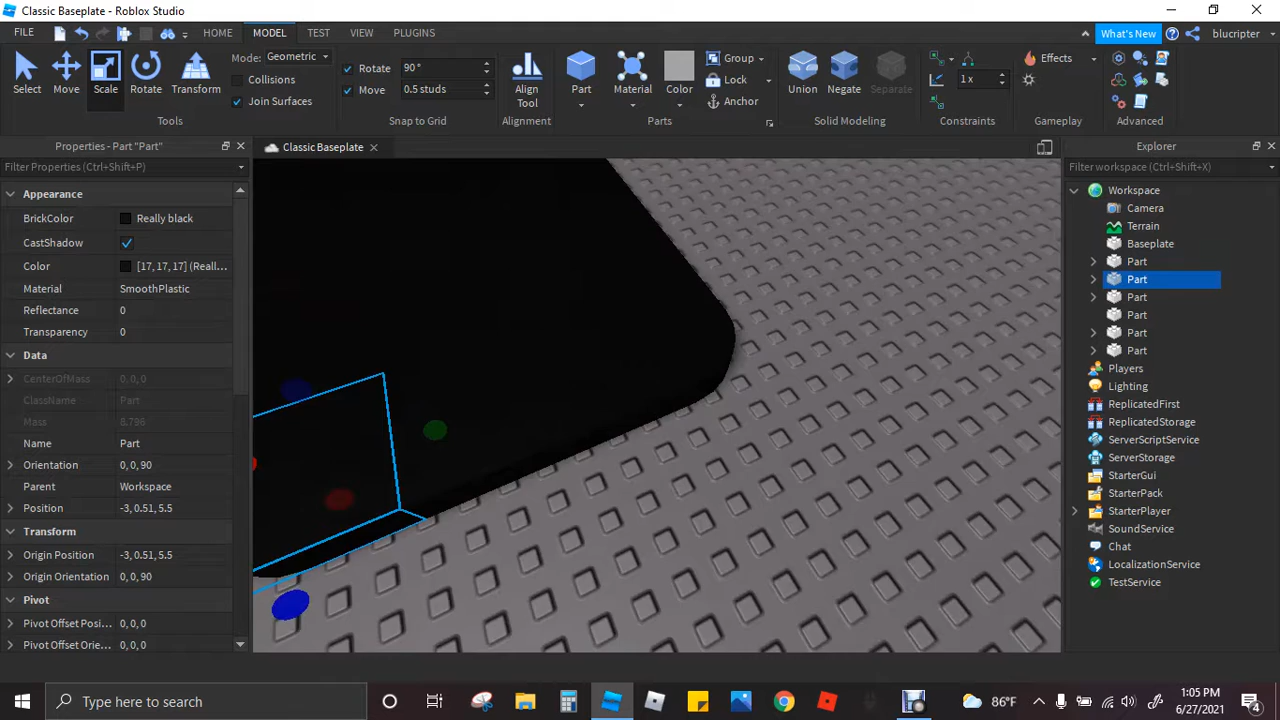 Classic Baseplate - Roblox Studio
FILE HOME MODEL TEST VIEW PLUGINS What's New blucripter
Select Move Scale Rotate Transform
Mode: Geometric
Collisions
Join Surfaces
Tools
Rotate 90 °
Move 0.5 studs
Snap to Grid
Align Tool
Alignment
Part Material Color
Group
Lock
Anchor
Parts
Union Negate Separate
Solid Modeling
1 x
Constraints
Effects
Gameplay
Advanced
Properties - Part "Part"
Filter Properties (Ctrl+Shift+P)
Appearance
BrickColor Really black
CastShadow
Color [17, 17, 17] (Reall...
Material SmoothPlastic
Reflectance 0
Transparency 0
Data
CenterOfMass 0, 0, 0
ClassName Part
Mass 8.796
Name Part
Orientation 0, 0, 90
Parent Workspace
Position -3, 0.51, 5.5
Transform
Origin Position -3, 0.51, 5.5
Origin Orientation 0, 0, 90
Pivot
Pivot Offset Posi... 0, 0, 0
Pivot Offset Orie... 0, 0, 0
Classic Baseplate
Explorer
Filter workspace (Ctrl+Shift+X)
Workspace
Camera
Terrain
Baseplate
Part
Part
Part
Part
Part
Part
Players
Lighting
ReplicatedFirst
ReplicatedStorage
ServerScriptService
ServerStorage
StarterGui
StarterPack
StarterPlayer
SoundService
Chat
LocalizationService
TestService
Type here to search
86°F
1:05 PM
6/27/2021
4